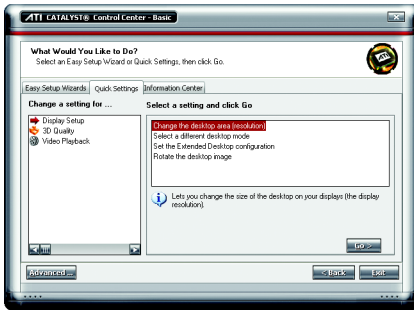 ATI CATALYST® Control Center - Basic
What Would You Like to Do?
Select an Easy Setup Wizard or Quick Settings, then click Go.
ATI
Easy Setup Wizards Quick Settings Information Center
Change a setting for ...
Select a setting and click Go
Display Setup
3D Quality
Video Playback
Change the desktop area (resolution)
Select a different desktop mode
Set the Extended Desktop configuration
Rotate the desktop image
Lets you change the size of the desktop on your displays (the display
resolution).
Go >
Advanced ...
< Back
Exit